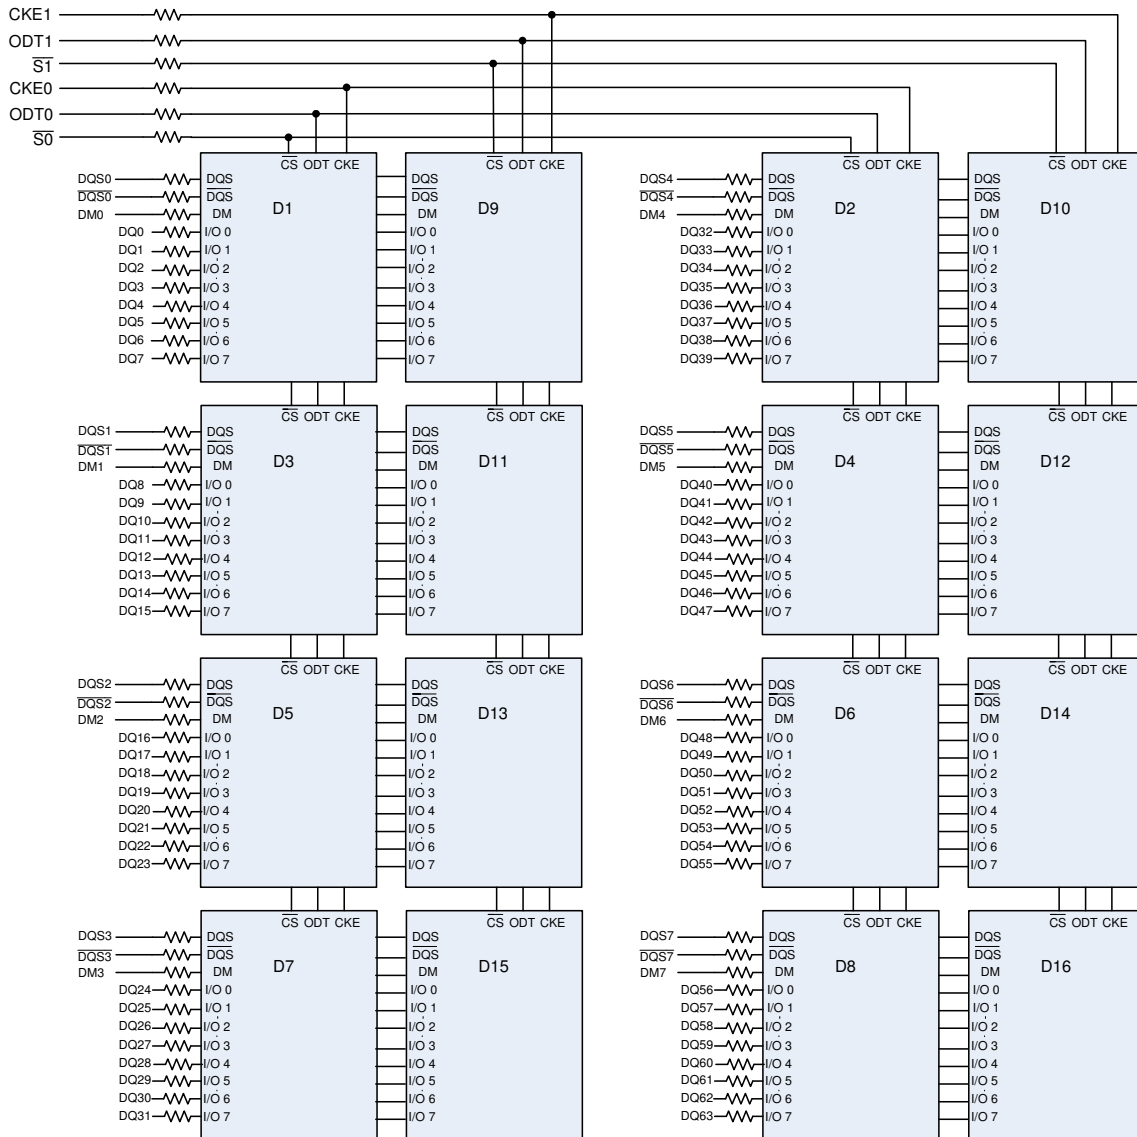 CKE1
ODT1
S1
CKE0
ODT0
S0
CS ODT CKE
CS ODT CKE
CS ODT CKE
CS ODT CKE
DQS0 DQS DQS DQS4 DQS DQS
DQS0 DQS D1 DQS D9 DQS4 DQS D2 DQS D10
DM0 DM DM DM4 DM DM
DQ0 I/O 0 I/O 0 DQ32 I/O 0 I/O 0
DQ1 I/O 1 I/O 1 DQ33 I/O 1 I/O 1
DQ2 I/O 2 I/O 2 DQ34 I/O 2 I/O 2
DQ3 I/O 3 I/O 3 DQ35 I/O 3 I/O 3
DQ4 I/O 4 I/O 4 DQ36 I/O 4 I/O 4
DQ5 I/O 5 I/O 5 DQ37 I/O 5 I/O 5
DQ6 I/O 6 I/O 6 DQ38 I/O 6 I/O 6
DQ7 I/O 7 I/O 7 DQ39 I/O 7 I/O 7
CS ODT CKE
CS ODT CKE
CS ODT CKE
CS ODT CKE
DQS1 DQS DQS DQS5 DQS DQS
DQS1 DQS D3 DQS D11 DQS5 DQS D4 DQS D12
DM1 DM DM DM5 DM DM
DQ8 I/O 0 I/O 0 DQ40 I/O 0 I/O 0
DQ9 I/O 1 I/O 1 DQ41 I/O 1 I/O 1
DQ10 I/O 2 I/O 2 DQ42 I/O 2 I/O 2
DQ11 I/O 3 I/O 3 DQ43 I/O 3 I/O 3
DQ12 I/O 4 I/O 4 DQ44 I/O 4 I/O 4
DQ13 I/O 5 I/O 5 DQ45 I/O 5 I/O 5
DQ14 I/O 6 I/O 6 DQ46 I/O 6 I/O 6
DQ15 I/O 7 I/O 7 DQ47 I/O 7 I/O 7
CS ODT CKE
CS ODT CKE
CS ODT CKE
CS ODT CKE
DQS2 DQS DQS DQS6 DQS DQS
DQS2 DQS D5 DQS D13 DQS6 DQS D6 DQS D14
DM2 DM DM DM6 DM DM
DQ16 I/O 0 I/O 0 DQ48 I/O 0 I/O 0
DQ17 I/O 1 I/O 1 DQ49 I/O 1 I/O 1
DQ18 I/O 2 I/O 2 DQ50 I/O 2 I/O 2
DQ19 I/O 3 I/O 3 DQ51 I/O 3 I/O 3
DQ20 I/O 4 I/O 4 DQ52 I/O 4 I/O 4
DQ21 I/O 5 I/O 5 DQ53 I/O 5 I/O 5
DQ22 I/O 6 I/O 6 DQ54 I/O 6 I/O 6
DQ23 I/O 7 I/O 7 DQ55 I/O 7 I/O 7
CS ODT CKE
CS ODT CKE
CS ODT CKE
CS ODT CKE
DQS3 DQS DQS DQS7 DQS DQS
DQS3 DQS D7 DQS D15 DQS7 DQS D8 DQS D16
DM3 DM DM DM7 DM DM
DQ24 I/O 0 I/O 0 DQ56 I/O 0 I/O 0
DQ25 I/O 1 I/O 1 DQ57 I/O 1 I/O 1
DQ26 I/O 2 I/O 2 DQ58 I/O 2 I/O 2
DQ27 I/O 3 I/O 3 DQ59 I/O 3 I/O 3
DQ28 I/O 4 I/O 4 DQ60 I/O 4 I/O 4
DQ29 I/O 5 I/O 5 DQ61 I/O 5 I/O 5
DQ30 I/O 6 I/O 6 DQ62 I/O 6 I/O 6
DQ31 I/O 7 I/O 7 DQ63 I/O 7 I/O 7